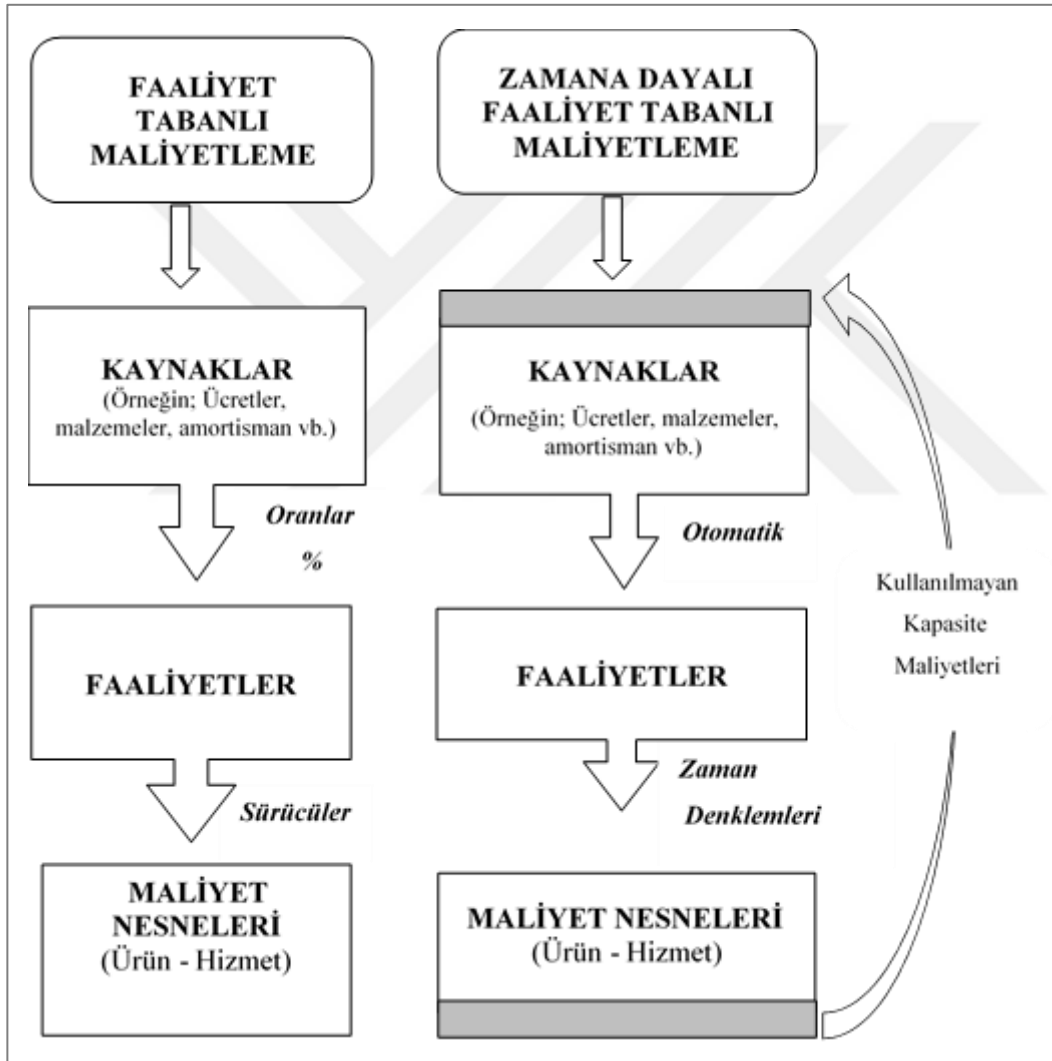 FAALİYET
TABANLI
MALİYETLEME
KAYNAKLAR
(Örneğin; Ücretler,
malzemeler, amortisman vb.)
Oranlar
%
FAALİYETLER
Sürücüler
MALİYET
NESNELERİ
(Ürün - Hizmet)
ZAMANA DAYALI
FAALİYET TABANLI
MALİYETLEME
KAYNAKLAR
(Örneğin; Ücretler, malzemeler,
amortisman vb.)
Otomatik
FAALİYETLER
Zaman
Denklemleri
MALİYET NESNELERİ
(Ürün - Hizmet)
Kullanılmayan
Kapasite
Maliyetleri